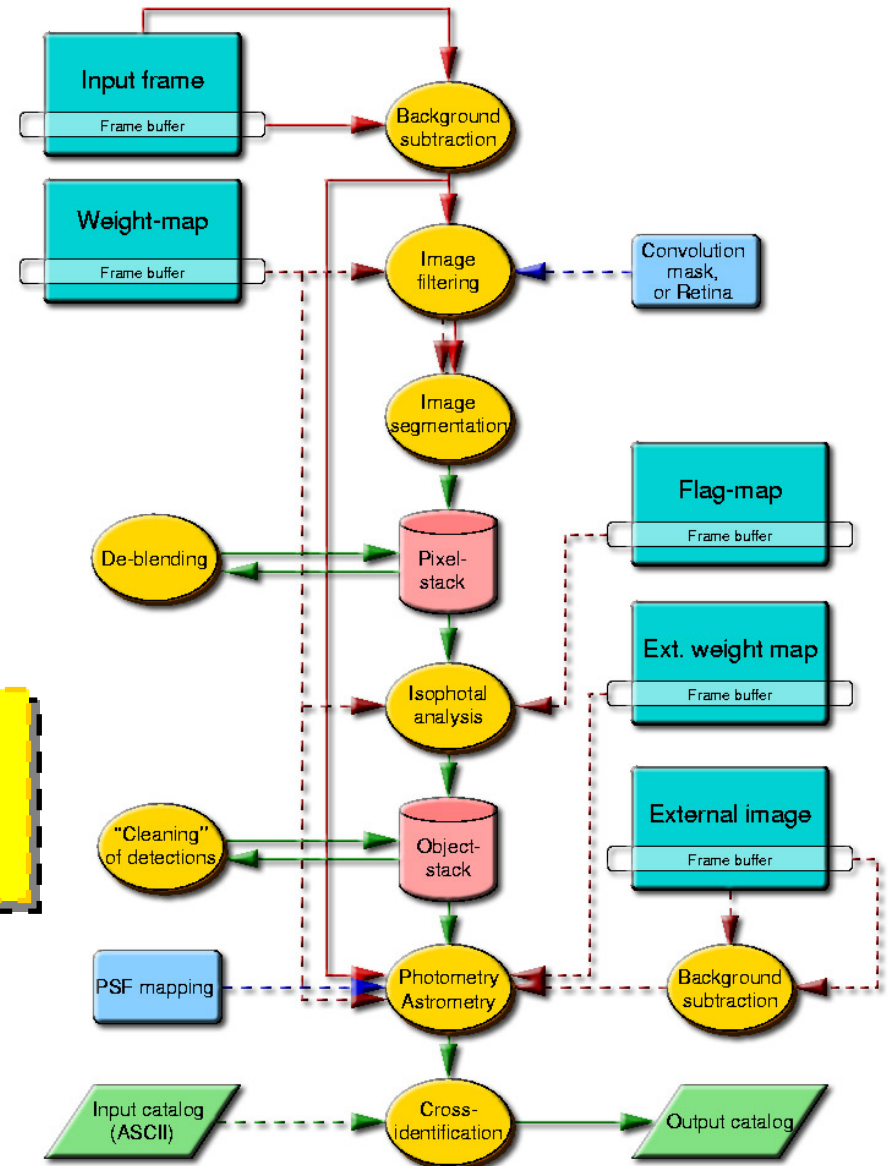 Input frame
Frame buffer
Background
subtraction
Weight-map
Frame buffer
Image
filtering
Convolution
mask,
or Retina
Image
segmentation
Flag-map
Frame buffer
De-blending
Pixel-
stack
Ext. weight map
Frame buffer
Isophotal
analysis
External image
Frame buffer
"Cleaning"
of detections
Object-
stack
PSF mapping
Photometry
Astrometry
Background
subtraction
Input catalog
(ASCII)
Cross-
identification
Output catalog